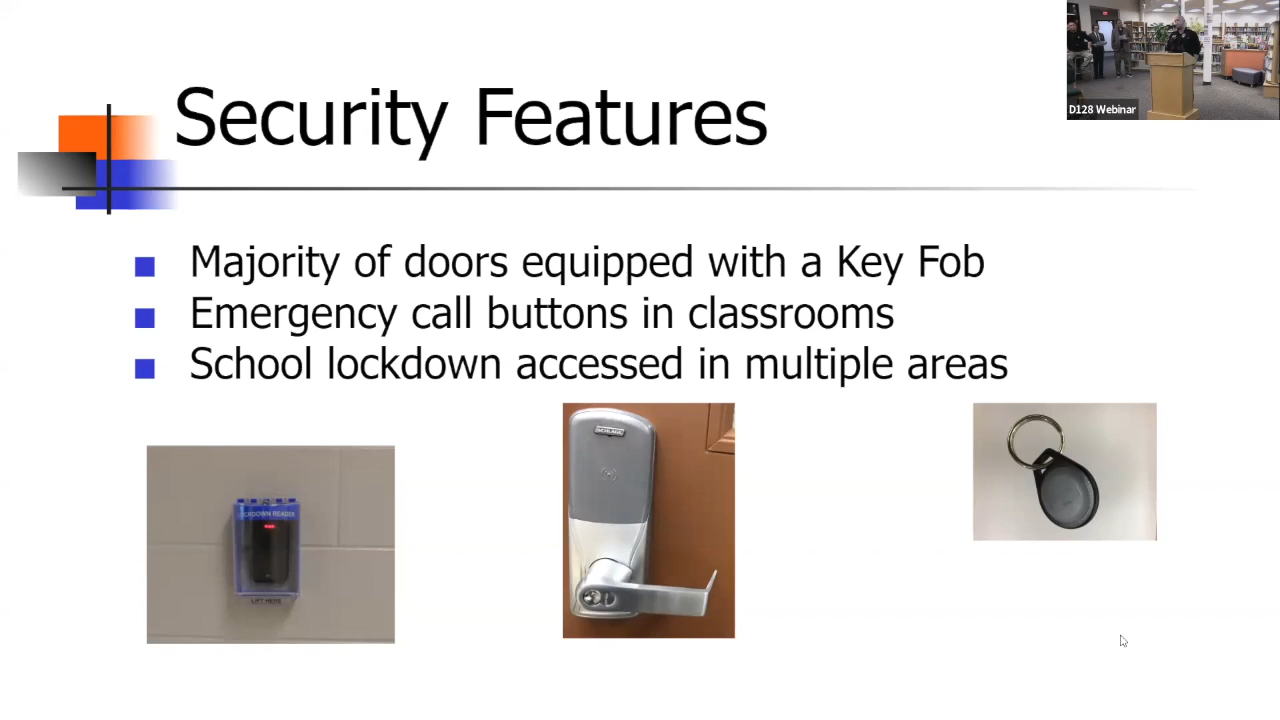 Security Features
D128 Webinar
Majority of doors equipped with a Key Fob
Emergency call buttons in classrooms
School lockdown accessed in multiple areas
SCHLAGE
LOCKDOWN READER
LIFT HERE